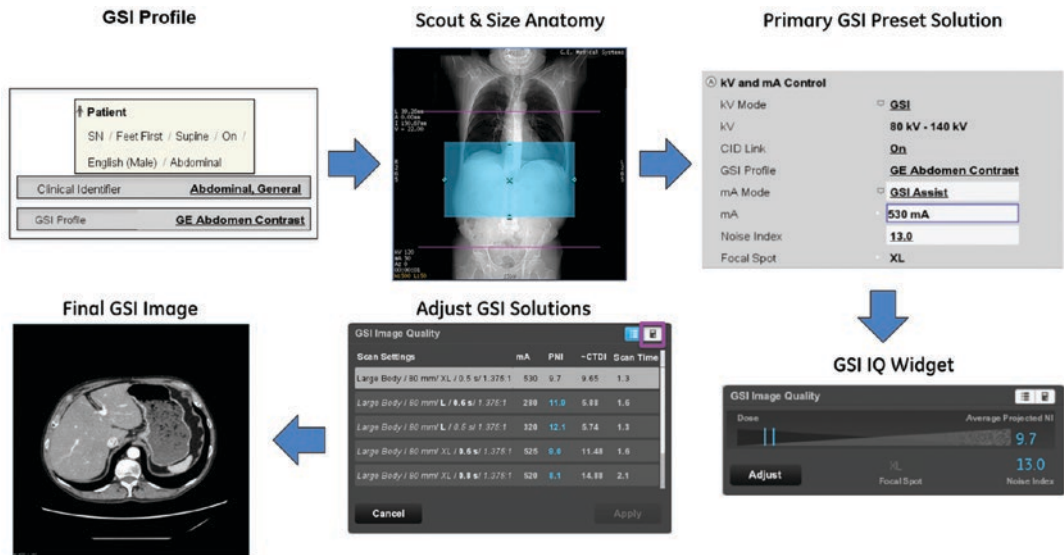 GSI Profile
Patient
SN / Feet First / Supine / On /
English (Male) / Abdominal
Clinical Identifier Abdominal, General
GSI Profile GE Abdomen Contrast
Scout & Size Anatomy
G.E. Medical Systems
kV 120
mA 50
Primary GSI Preset Solution
kV and mA Control
kV Mode GSI
kV 80 kV - 140 kV
CID Link On
GSI Profile GE Abdomen Contrast
mA Mode GSI Assist
mA 530 mA
Noise Index 13.0
Focal Spot XL
GSI IQ Widget
GSI Image Quality
Dose Average Projected NI
9.7
Adjust XL 13.0
Focal Spot Noise Index
Adjust GSI Solutions
GSI Image Quality
Scan Settings mA PNI ~CTDI Scan Time
Large Body / 80 mm/ XL / 0.5 s/ 1.375:1 530 9.7 9.65 1.3
Large Body / 80 mm/ L / 0.6 s/ 1.375:1 280 11.0 1.6
Large Body / 80 mm/ L / 0.5 s/ 1.375:1 320 12.1 5.74 1.3
Large Body / 80 mm/ XL / 0.6 s/ 1.375:1 525 11.48 1.6
Large Body / 80 mm/ XL / 0.8 s/ 1.375:1 520 8.1 14.88 2.1
Cancel Apply
Final GSI Image